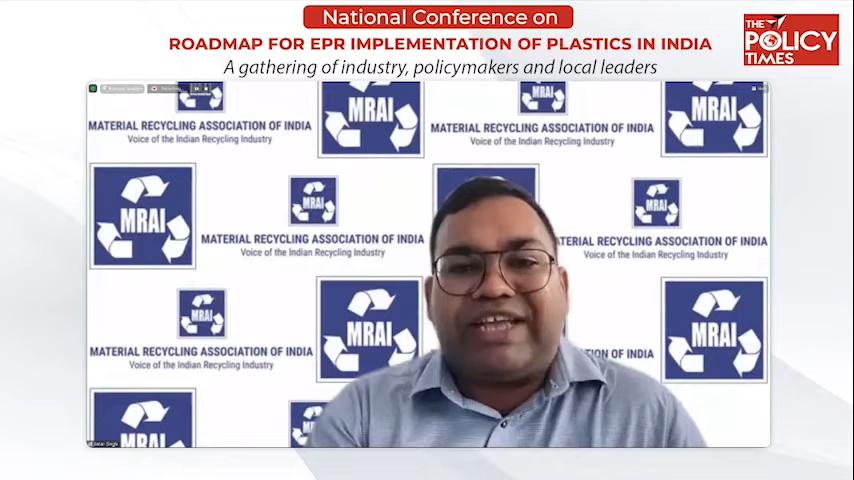 National Conference on
ROADMAP FOR EPR IMPLEMENTATION OF PLASTICS IN INDIA
A gathering of industry, policymakers and local leaders
THE
POLICY
TIMES
MRAI
MRAI
MATERIAL RECYCLING ASSOCIATION OF INDIA
Voice of the Indian Recycling Industry
MATERIAL RECYCLING ASSOCIATION OF INDIA
Voice of the Indian Recycling Industry
MRAI
MRAI
MRAI
MRAI
MATERIAL RECYCLING ASSOCIATION OF INDIA
Voice of the Indian Recycling Industry
MATERIAL RECYCLING ASSOCIATION OF INDIA
Voice of the Indian Recycling Industry
MRAI
MRAI
MRAI
MATERIAL RECYCLING ASSOCIATION OF INDIA
Voice of the Indian Recycling Industry
OF INDIA
Industry
MRAI
MRAI